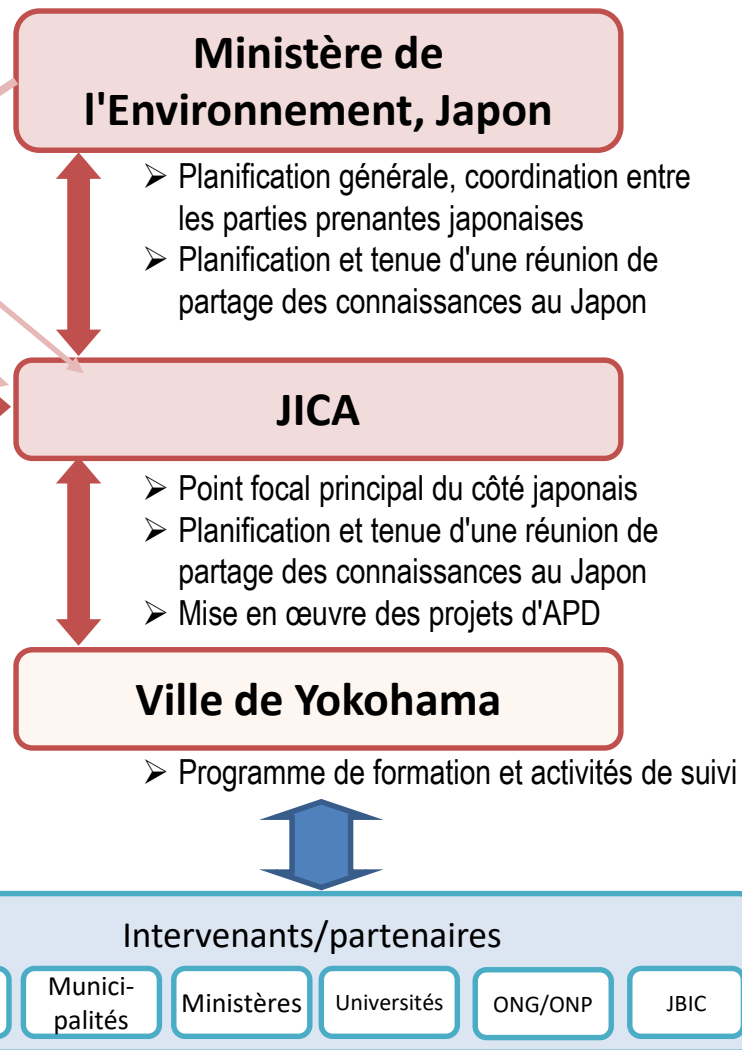 Ministère de
l'Environnement, Japon
➢ Planification générale, coordination entre
les parties prenantes japonaises
➢ Planification et tenue d'une réunion de
partage des connaissances au Japon
JICA
➢ Point focal principal du côté japonais
➢ Planification et tenue d'une réunion de
partage des connaissances au Japon
➢ Mise en œuvre des projets d'APD
Ville de Yokohama
➢ Programme de formation et activités de suivi
Intervenants/partenaires
Munici-
palités
Ministères
Universités
ONG/ONP
JBIC